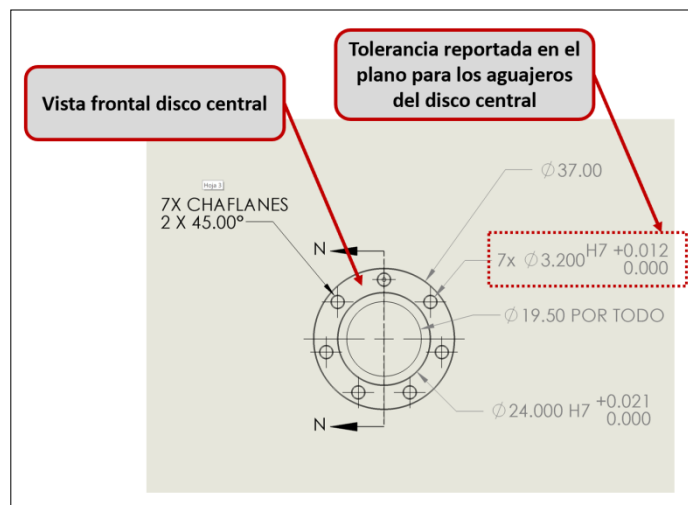 Vista frontal disco central
Tolerancia reportada en el
plano para los aguajeros
del disco central
Hoja 3
7X CHAFLANES
2 X 45.00°
N
N
Ø37.00
7x Ø3.200 H7 +0.012
0.000
Ø19.50 POR TODO
Ø24.000 H7 +0.021
0.000